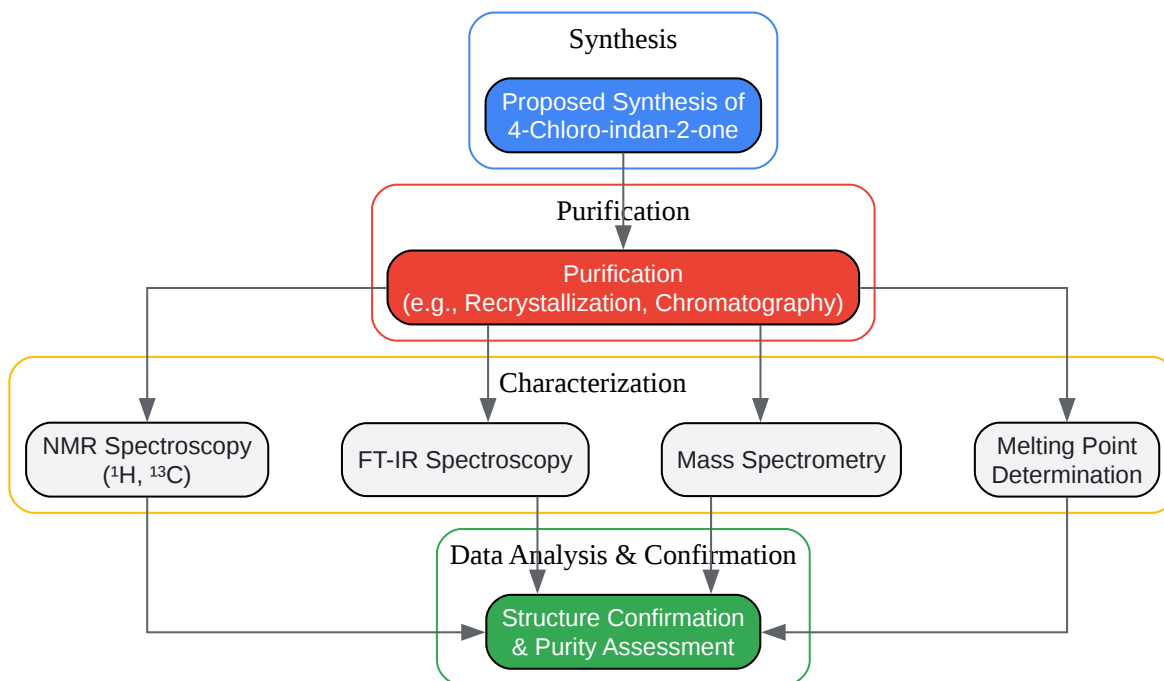 Synthesis
Proposed Synthesis of
4-Chloro-indan-2-one
Purification
Purification
(e.g., Recrystallization, Chromatography)
Characterization
NMR Spectroscopy
(¹H, ¹³C)
FT-IR Spectroscopy
Mass Spectrometry
Melting Point
Determination
Data Analysis & Confirmation
Structure Confirmation
& Purity Assessment